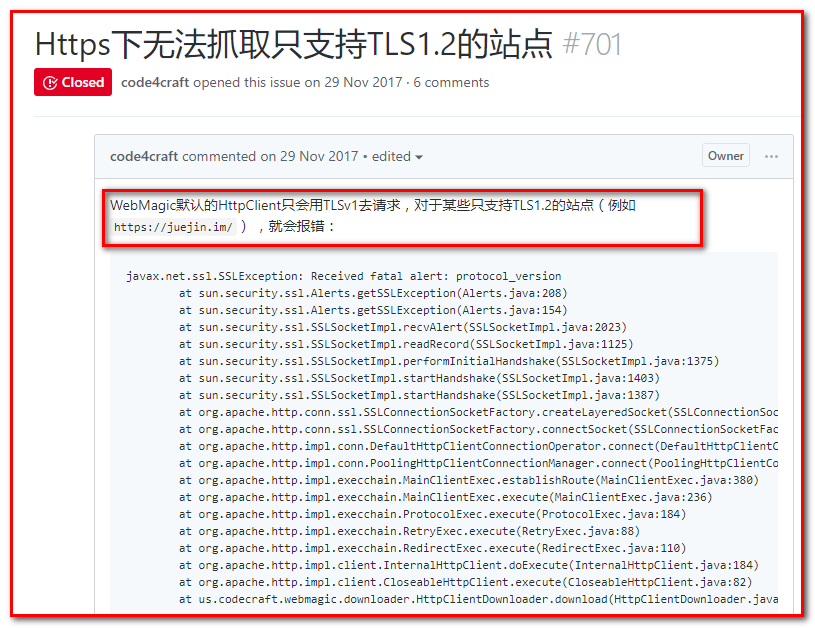 Https下无法抓取只支持TLS1.2的站点 #701
Closed code4craft opened this issue on 29 Nov 2017 · 6 comments
code4craft commented on 29 Nov 2017 • edited Owner
WebMagic默认的HttpClient只会用TLSv1去请求，对于某些只支持TLS1.2的站点（例如
https://juejin.im/ ），就会报错：
javax.net.ssl.SSLException: Received fatal alert: protocol_version
at sun.security.ssl.Alerts.getSSLException(Alerts.java:208)
at sun.security.ssl.Alerts.getSSLException(Alerts.java:154)
at sun.security.ssl.SSLSocketImpl.recvAlert(SSLSocketImpl.java:2023)
at sun.security.ssl.SSLSocketImpl.readRecord(SSLSocketImpl.java:1125)
at sun.security.ssl.SSLSocketImpl.performInitialHandshake(SSLSocketImpl.java:1375)
at sun.security.ssl.SSLSocketImpl.startHandshake(SSLSocketImpl.java:1403)
at sun.security.ssl.SSLSocketImpl.startHandshake(SSLSocketImpl.java:1387)
at org.apache.http.conn.ssl.SSLConnectionSocketFactory.createLayeredSocket(SSLConnectionSoc
at org.apache.http.conn.ssl.SSLConnectionSocketFactory.connectSocket(SSLConnectionSocketFac
at org.apache.http.impl.conn.DefaultHttpClientConnectionOperator.connect(DefaultHttpClientC
at org.apache.http.impl.conn.PoolingHttpClientConnectionManager.connect(PoolingHttpClientCo
at org.apache.http.impl.execchain.MainClientExec.establishRoute(MainClientExec.java:380)
at org.apache.http.impl.execchain.MainClientExec.execute(MainClientExec.java:236)
at org.apache.http.impl.execchain.ProtocolExec.execute(ProtocolExec.java:184)
at org.apache.http.impl.execchain.RetryExec.execute(RetryExec.java:88)
at org.apache.http.impl.execchain.RedirectExec.execute(RedirectExec.java:110)
at org.apache.http.impl.client.InternalHttpClient.doExecute(InternalHttpClient.java:184)
at org.apache.http.impl.client.CloseableHttpClient.execute(CloseableHttpClient.java:82)
at us.codecraft.webmagic.downloader.HttpClientDownloader.download(HttpClientDownloader.java